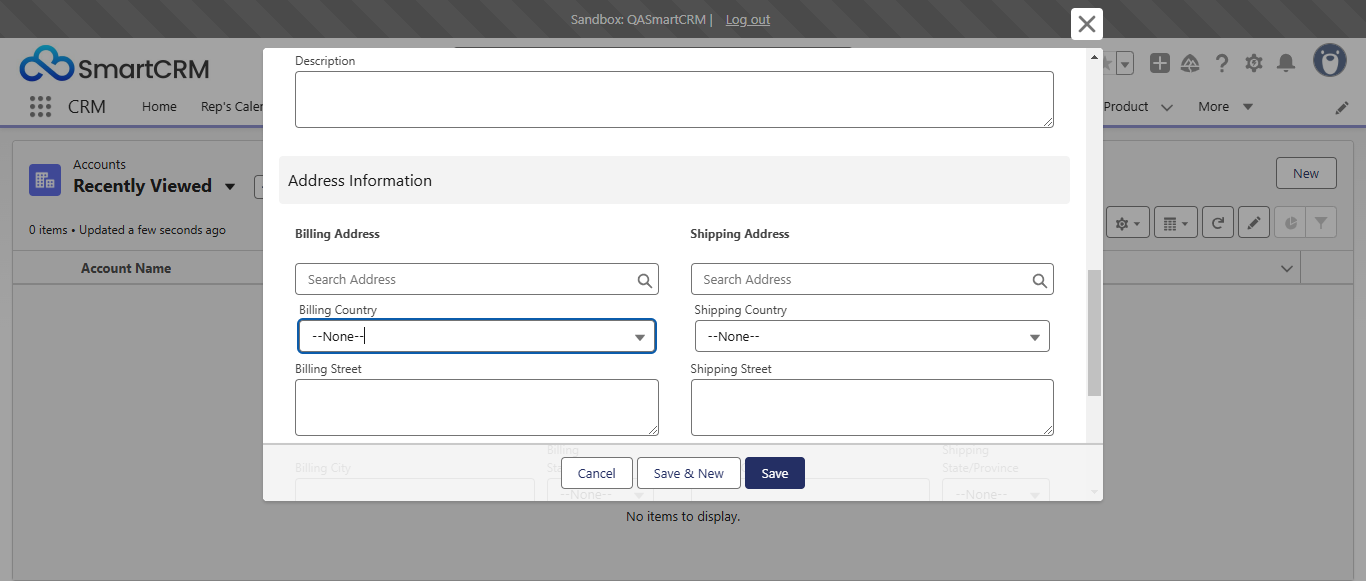 Sandbox: QASmartCRM | Log out
SmartCRM
CRM Home Rep's Caler Product More
Accounts
Recently Viewed
New
0 items • Updated a few seconds ago
Account Name
Description
Address Information
Billing Address Shipping Address
Search Address Search Address
Billing Country Shipping Country
--None-- --None--
Billing Street Shipping Street
Billing Shipping
Billing City State/Province
--None-- --None--
Cancel Save & New Save
No items to display.